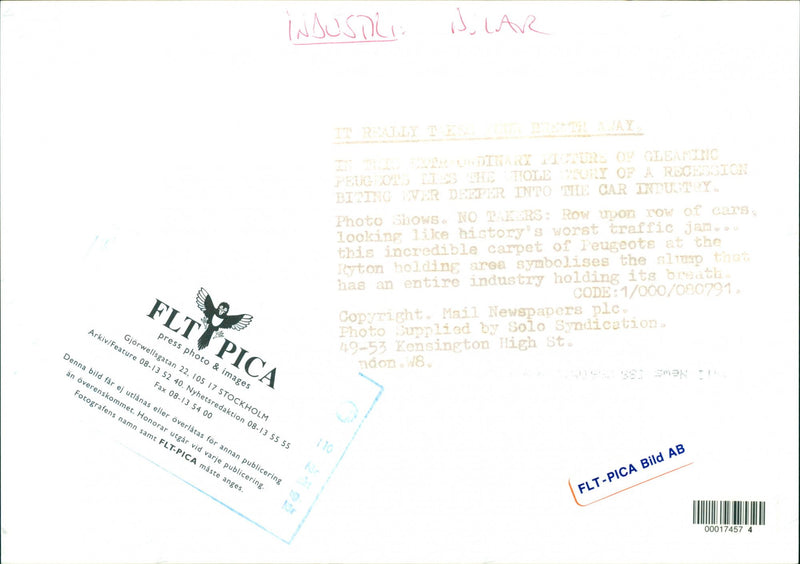 INDUSTRI:
IT REALLY TAKES YOUR BREATH AWAY.
IN THIS EXTRAORDINARY PICTURE OF GLEAMING
PEUGEOTS LIES THE WHOLE STORY OF A RECESSION
BITING EVER DEEPER INTO THE CAR INDUSTRY.
Photo Shows. NO TAKERS: Row upon row of cars,
looking like history's worst traffic jam...
this incredible carpet of Peugeots at the
Ryton holding area symbolises the slump that
has an entire industry holding its breath.
CODE:1/000/080791.
Copyright. Mail Newspapers plc.
Photo Supplied by Solo Syndication.
49-53 Kensington High St.
ndon.W8.
FLT PICA
press photo & images
Gjörwellsgatan 22, 105 17 STOCKHOLM
Arkiv/Feature 08-13 52 40. Nyhetsredaktion 08-13 55 55
Fax 08-13 54 00
Denna bild får ej utlånas eller överlåtas för annan publicering
än överenskommet. Honorar utgår vid varje publicering.
Fotografens namn samt FLT-PICA måste anges.
FLT-PICA Bild AB
00017457 4